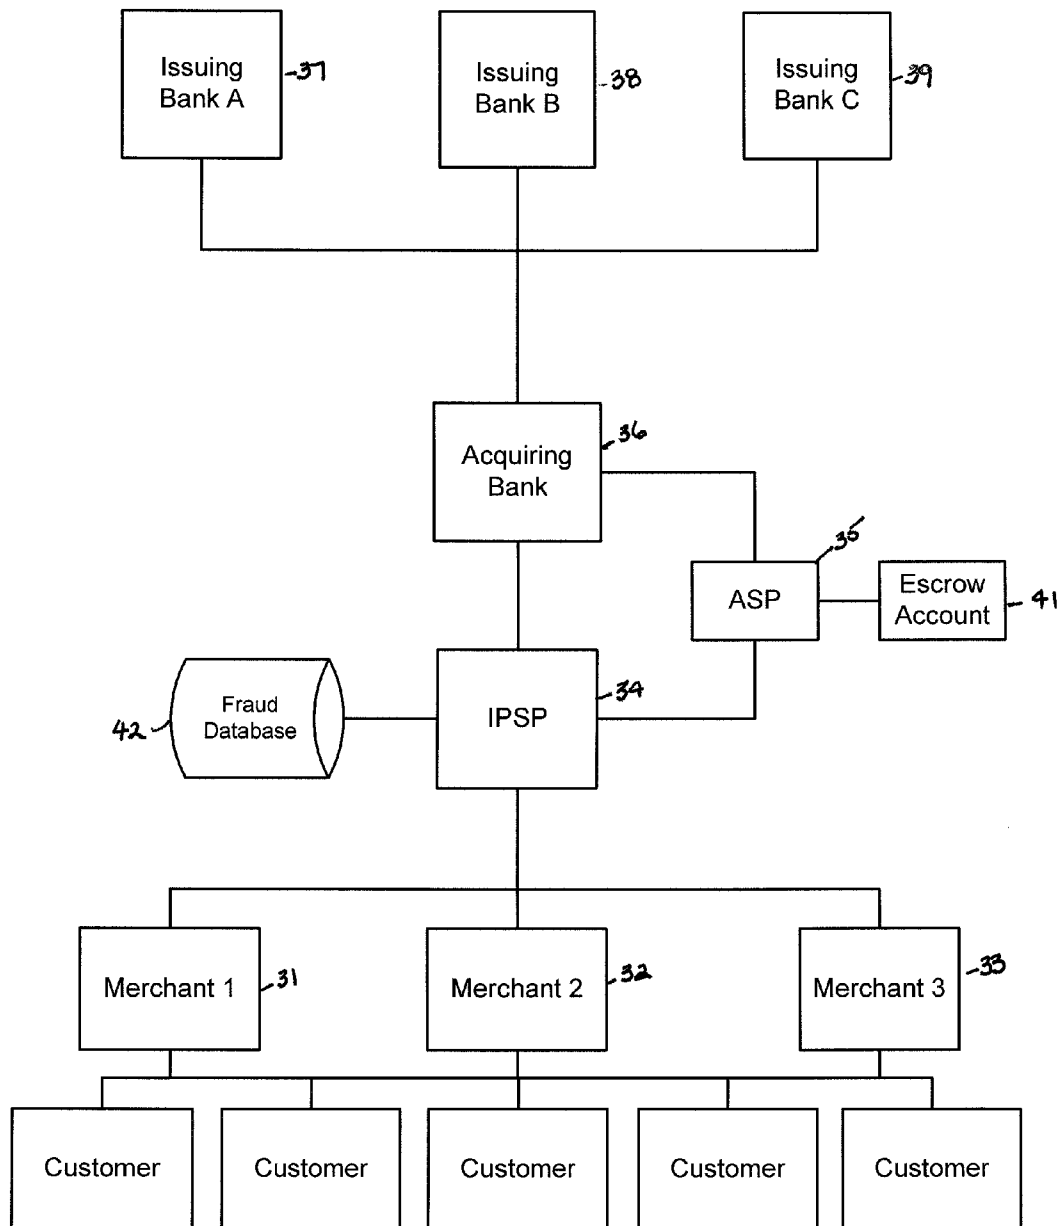 Issuing
Bank A
37
Issuing
Bank B
38
Issuing
Bank C
39
Acquiring
Bank
36
ASP
35
Escrow
Account
41
Fraud
Database
42
IPSP
34
Merchant 1
31
Merchant 2
32
Merchant 3
33
Customer
Customer
Customer
Customer
Customer